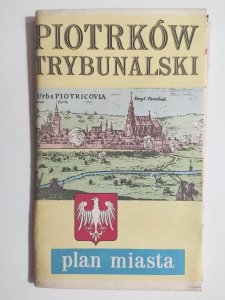 PIOTRKÓW
TRYBUNALSKI
Urbs PIOTRICOVIA
plan miasta